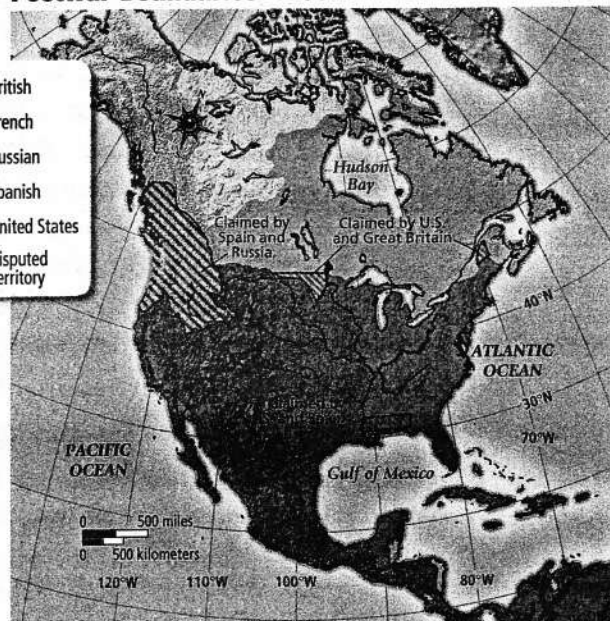 ritish
rench
ussian
panish
nited States
isputed
erritory
Hudson
Bay
Claimed by
Spain and
Russia
Claimed by U.S.
and Great Britain
40°N
ATLANTIC
OCEAN
30°N
70°W
PACIFIC
OCEAN
Gulf of Mexico
0 500 miles
0 500 kilometers
120°W
110°W
100°W
80°W